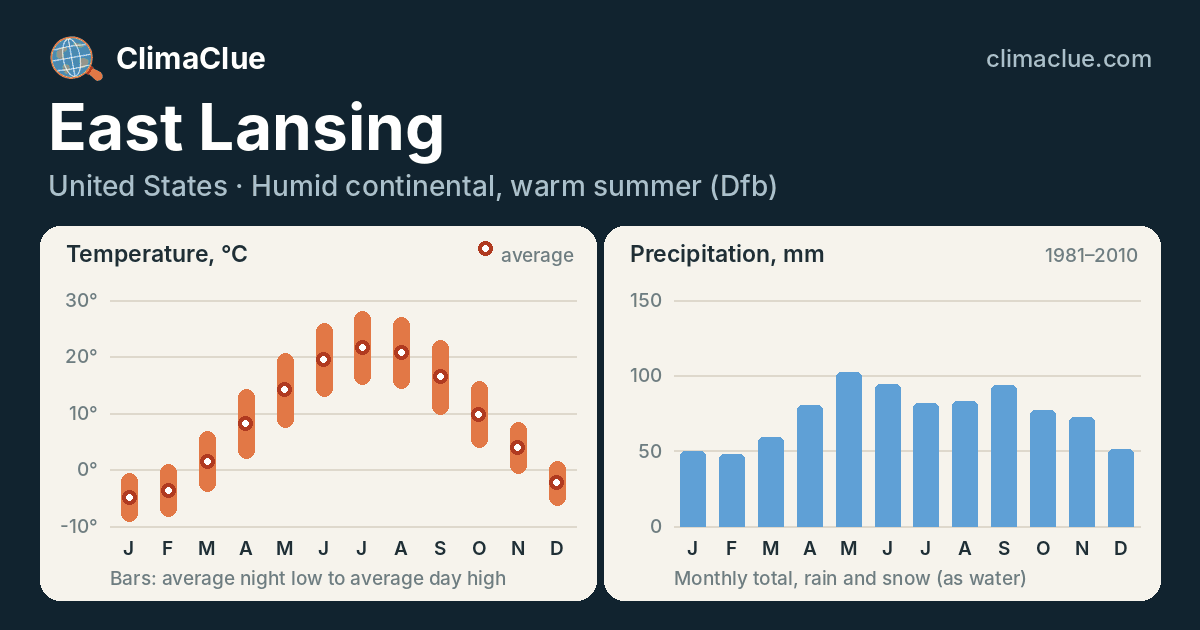 ClimaClue
climaclue.com
East Lansing
United States · Humid continental, warm summer (Dfb)
Temperature, °C
average
30°
20°
10°
0°
-10°
J F M A M J J A S O N D
Bars: average night low to average day high
Precipitation, mm
1981–2010
150
100
50
0
J F M A M J J A S O N D
Monthly total, rain and snow (as water)